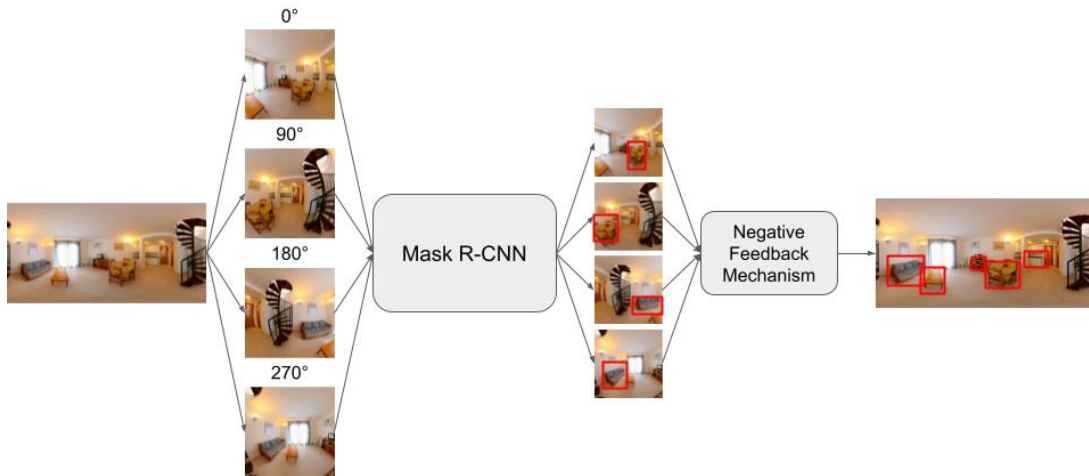 0°
90°
180°
270°
Mask R-CNN
Negative
Feedback
Mechanism